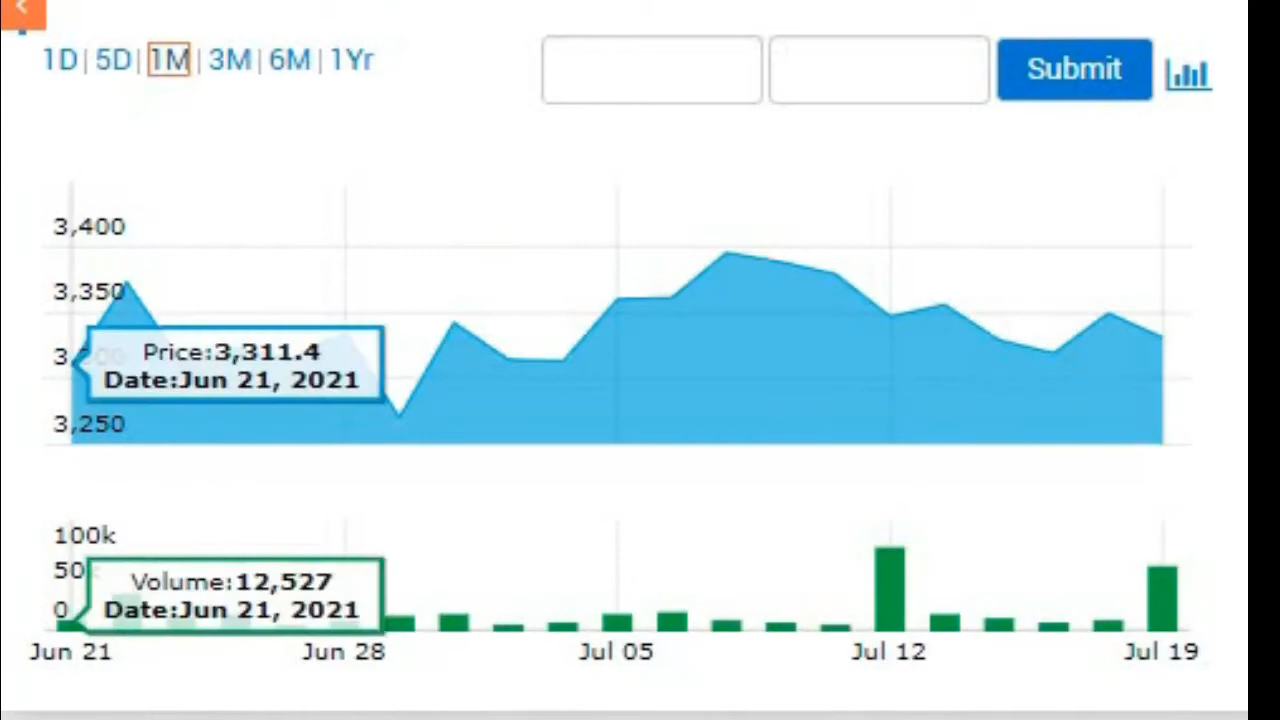 1D | 5D | 1M | 3M | 6M | 1Yr
Submit
3,400
3,350
Price:3,311.4
Date:Jun 21, 2021
3,250
100k
50
Volume:12,527
0
Date:Jun 21, 2021
Jun 21 Jun 28 Jul 05 Jul 12 Jul 19